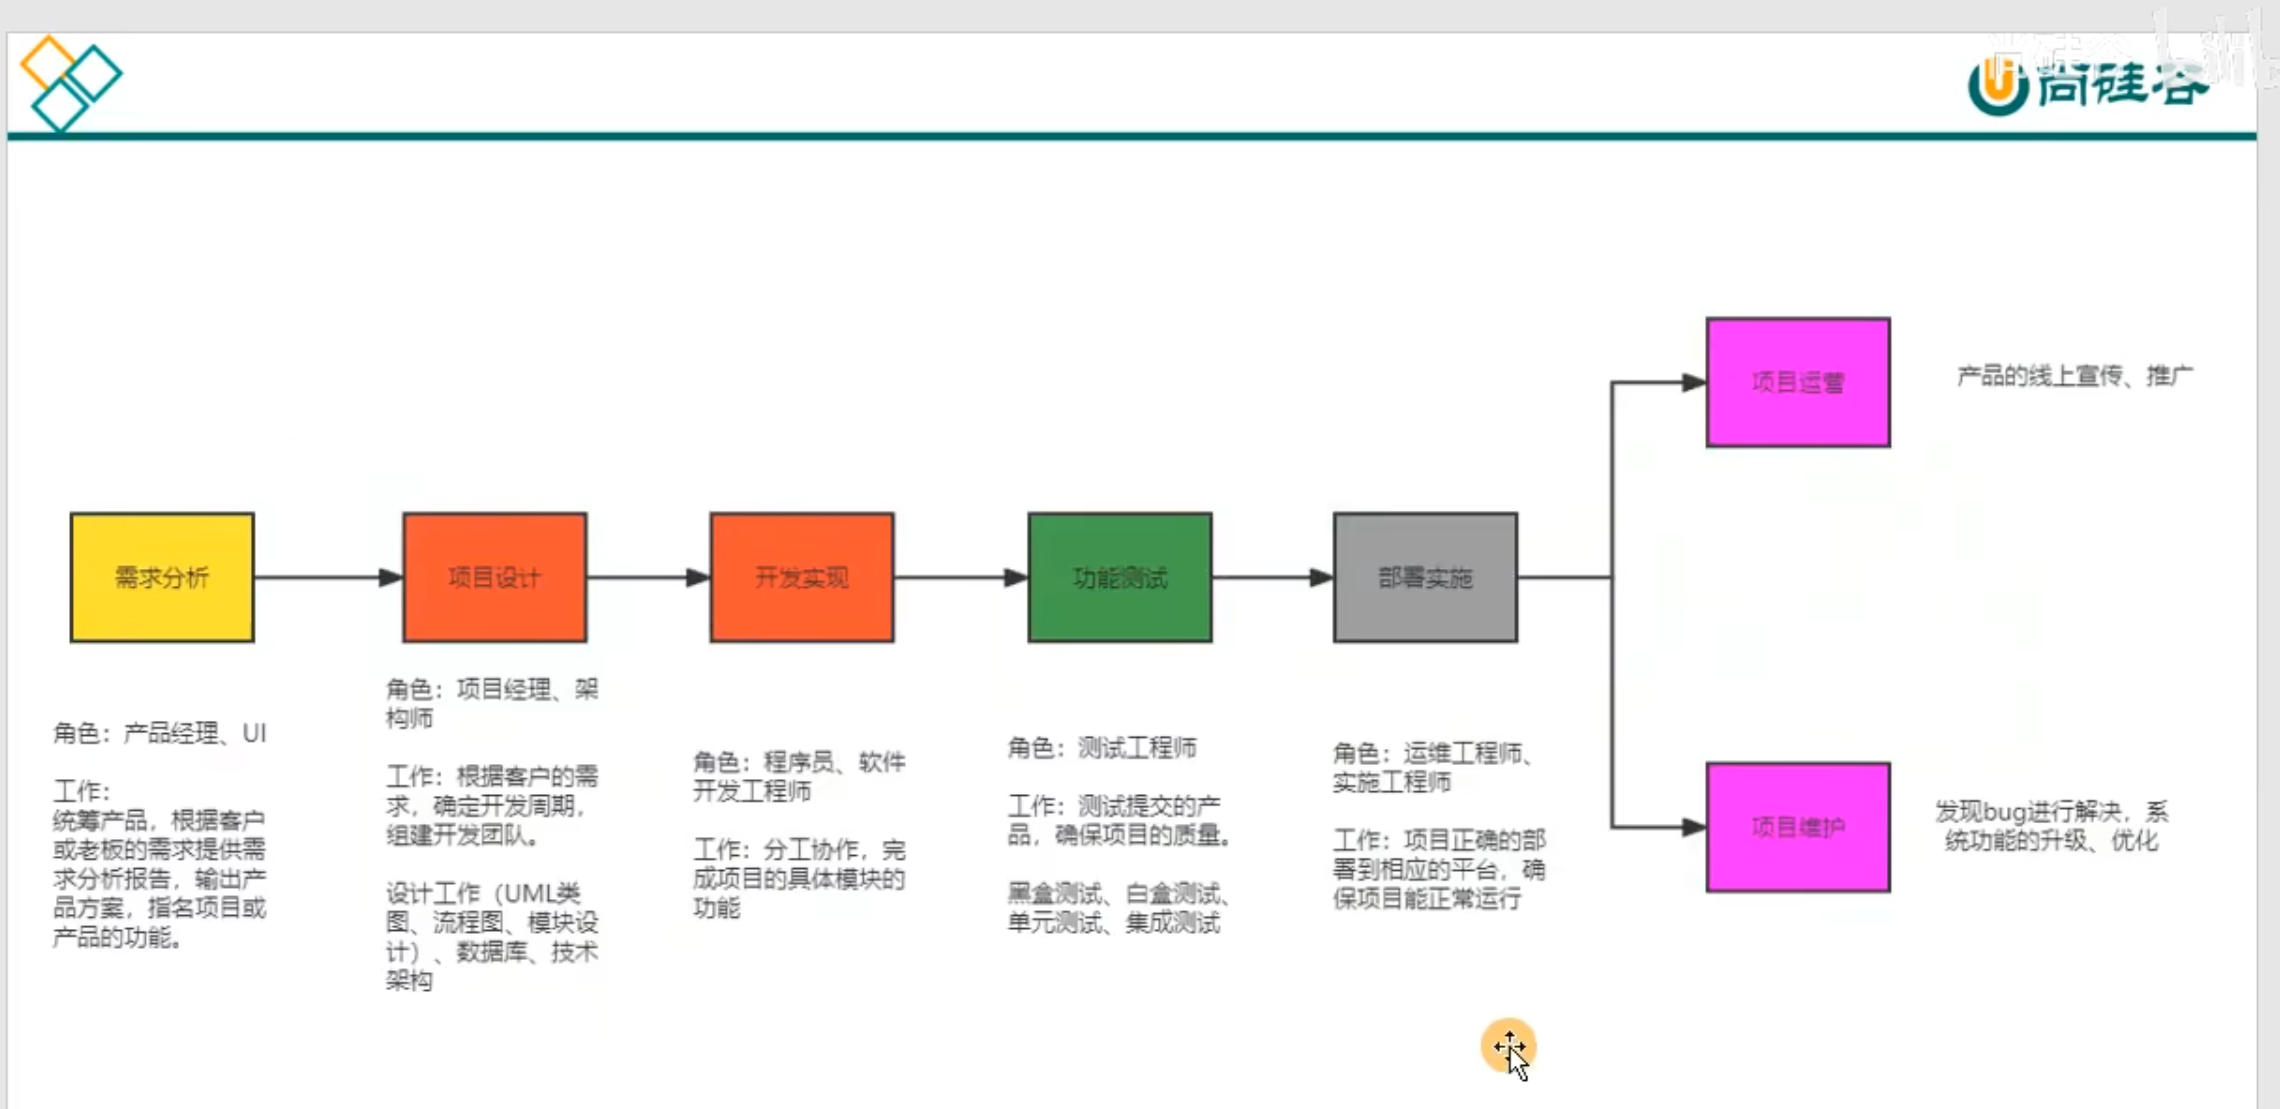 尚硅谷
项目运营
产品的线上宣传、推广
需求分析
项目设计
开发实现
功能测试
部署实施
角色：产品经理、UI
工作：
统筹产品，根据客户
或老板的需求提供需
求分析报告，输出产
品方案，指名项目或
产品的功能。
角色：项目经理、架
构师
工作：根据客户的需
求，确定开发周期，
组建开发团队。
设计工作（UML类
图、流程图、模块设
计）、数据库、技术
架构
角色：程序员、软件
开发工程师
工作：分工协作，完
成项目的具体模块的
功能
角色：测试工程师
工作：测试提交的产
品，确保项目的质量。
黑盒测试、白盒测试、
单元测试、集成测试
角色：运维工程师、
实施工程师
工作：项目正确的部
署到相应的平台，确
保项目能正常运行
项目维护
发现bug进行解决，系
统功能的升级、优化